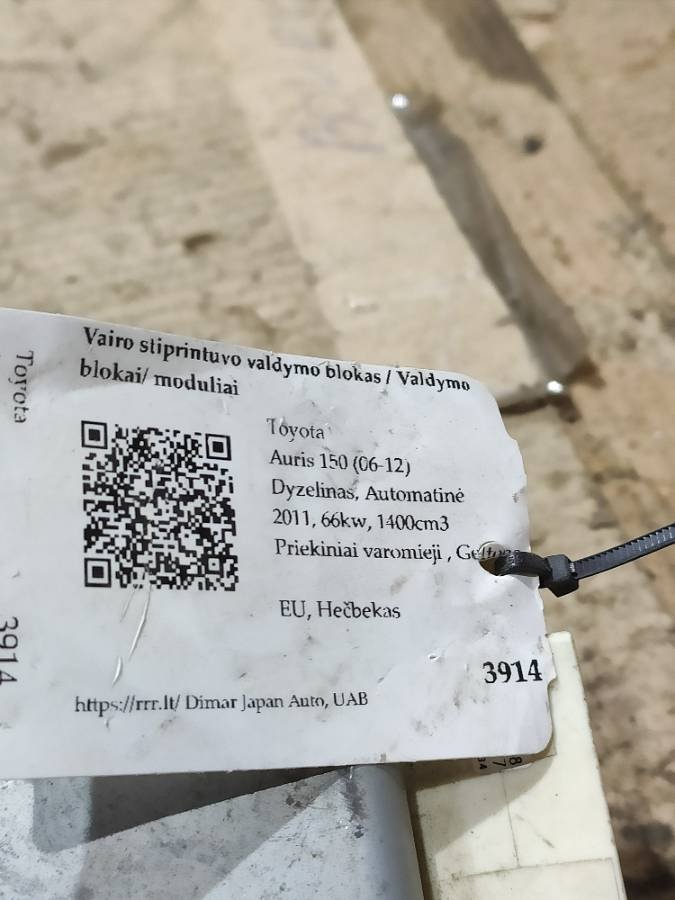 Vairo stiprintuvo valdymo blokas / Valdymo
blokai/ moduliai
Toyota
Toyota
Auris 150 (06-12)
Dyzelinas, Automatinė
2011, 66kw, 1400cm3
Priekiniai varomieji ,
EU, Hečbekas
3914
3914
https://rrr.lt/ Dimar Japan Auto, UAB